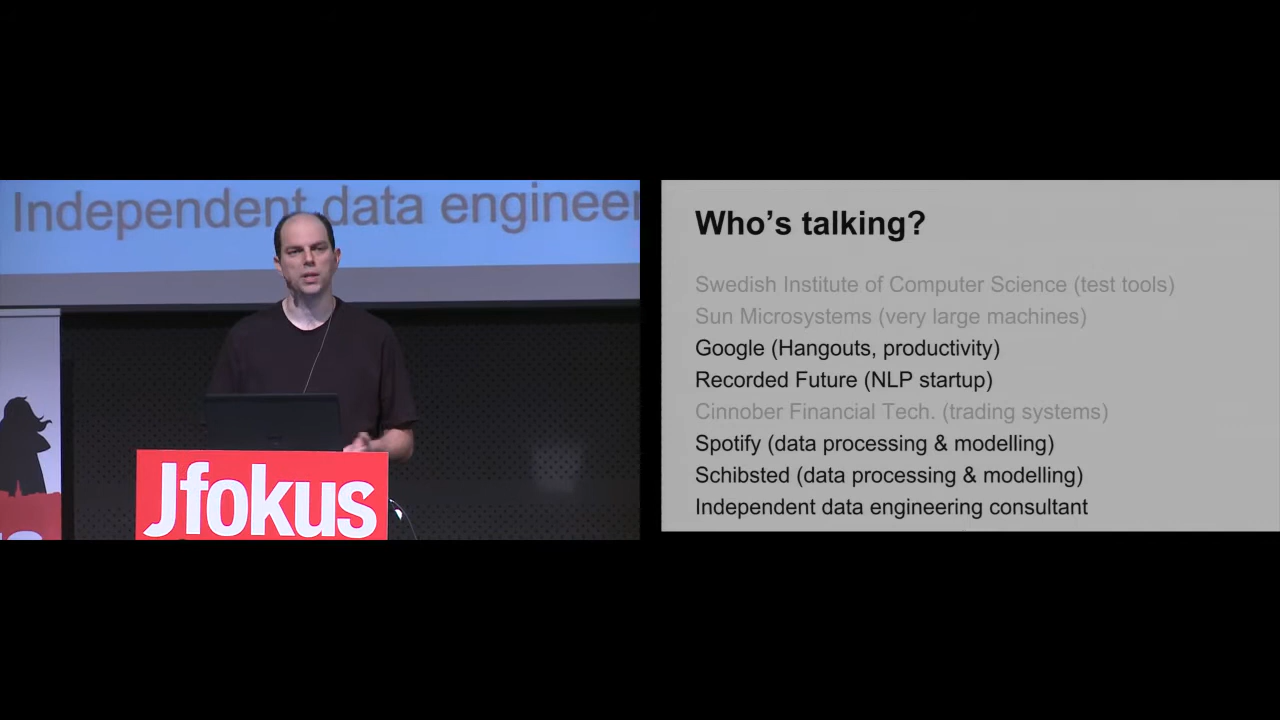 Independent data engineer
Jfokus
Who's talking?
Swedish Institute of Computer Science (test tools)
Sun Microsystems (very large machines)
Google (Hangouts, productivity)
Recorded Future (NLP startup)
Cinnober Financial Tech. (trading systems)
Spotify (data processing & modelling)
Schibsted (data processing & modelling)
Independent data engineering consultant